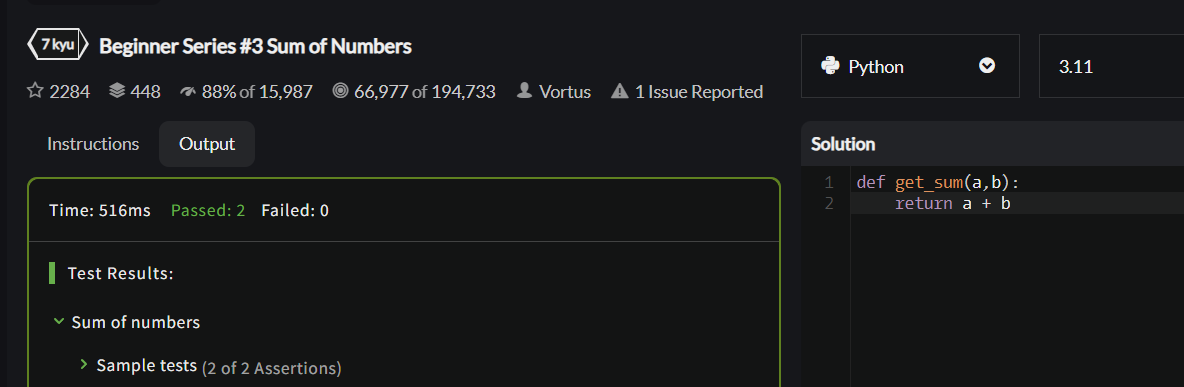 7 kyu Beginner Series #3 Sum of Numbers
2284 448 88% of 15,987 66,977 of 194,733 Vortus 1 Issue Reported
Instructions Output
Time: 516ms Passed: 2 Failed: 0
Test Results:
Sum of numbers
Sample tests (2 of 2 Assertions)
Python 3.11
Solution
1 def get_sum(a,b):
2     return a + b